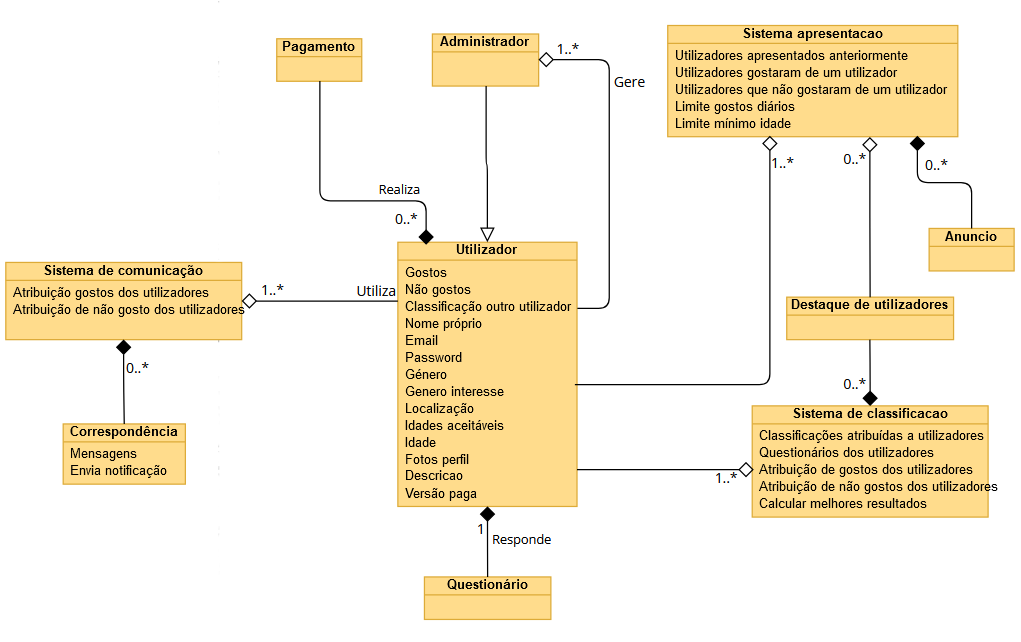 Pagamento
Administrador
1..*
Gere
Sistema apresentacao
Utilizadores apresentados anteriormente
Utilizadores gostaram de um utilizador
Utilizadores que não gostaram de um utilizador
Limite gostos diários
Limite mínimo idade
1..*
0..*
0..*
Realiza
0..*
Anuncio
Utilizador
Gostos
Não gostos
Classificação outro utilizador
Nome próprio
Email
Password
Género
Genero interesse
Localização
Idades aceitáveis
Idade
Fotos perfil
Descricao
Versão paga
Sistema de comunicação
Atribuição gostos dos utilizadores
Atribuição de não gosto dos utilizadores
1..*
Utiliza
0..*
Correspondência
Mensagens
Envia notificação
Destaque de utilizadores
0..*
Sistema de classificacao
Classificações atribuídas a utilizadores
Questionários dos utilizadores
Atribuição de gostos dos utilizadores
Atribuição de não gostos dos utilizadores
Calcular melhores resultados
1..*
1
Responde
Questionário